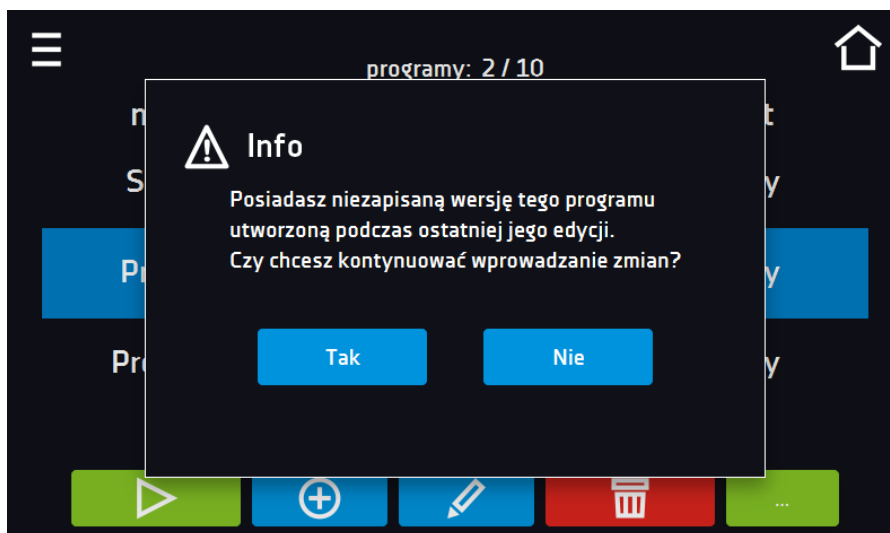 programy: 2 / 10
Info
Posiadasz niezapisaną wersję tego programu
utworzoną podczas ostatniej jego edycji.
Czy chcesz kontynuować wprowadzanie zmian?
Tak
Nie
...